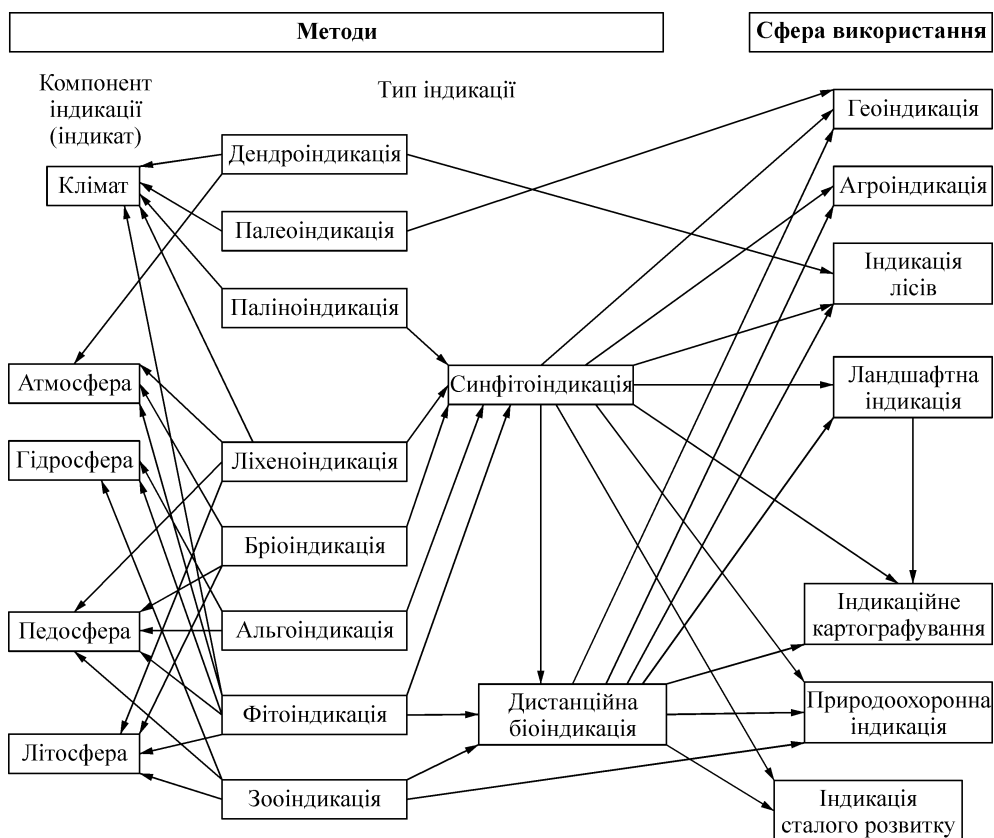 Методи
Сфера використання
Компонент
індикації
(індикат)
Тип індикації
Клімат
Атмосфера
Гідросфера
Педосфера
Літосфера
Дендроіндикація
Палеоіндикація
Паліноіндикація
Ліхеноіндикація
Бріоіндикація
Альгоіндикація
Фітоіндикація
Зооіндикація
Синфітоіндикація
Дистанційна
біоіндикація
Геоіндикація
Агроіндикація
Індикація
лісів
Ландшафтна
індикація
Індикаційне
картографування
Природоохоронна
індикація
Індикація
сталого розвитку